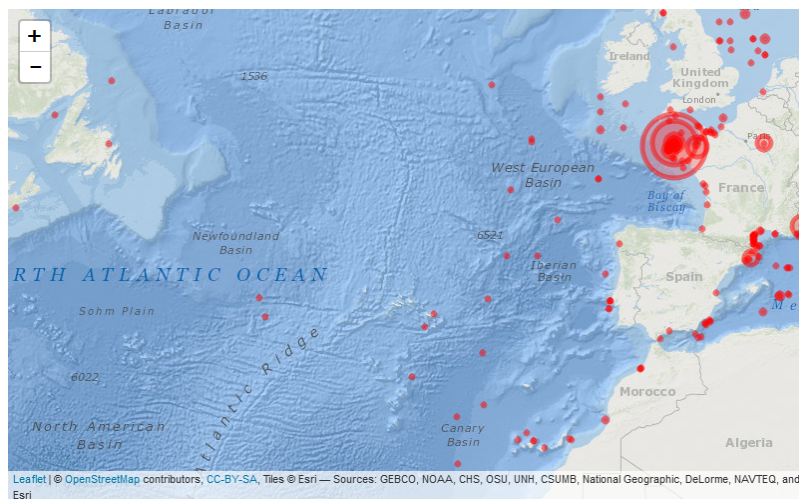 Labrador
Basin
+
−
1536
Ireland
United
Kingdom
London
West European
Basin
Paris
Bay of
Biscay
France
Newfoundland
Basin
6521
RTH ATLANTIC OCEAN
Iberian
Basin
Spain
Me
Sohm Plain
Atlantic Ridge
6022
Morocco
North American
Basin
Canary
Basin
Algeria
Leaflet | © OpenStreetMap contributors, CC-BY-SA, Tiles © Esri — Sources: GEBCO, NOAA, CHS, OSU, UNH, CSUMB, National Geographic, DeLorme, NAVTEQ, and
Esri